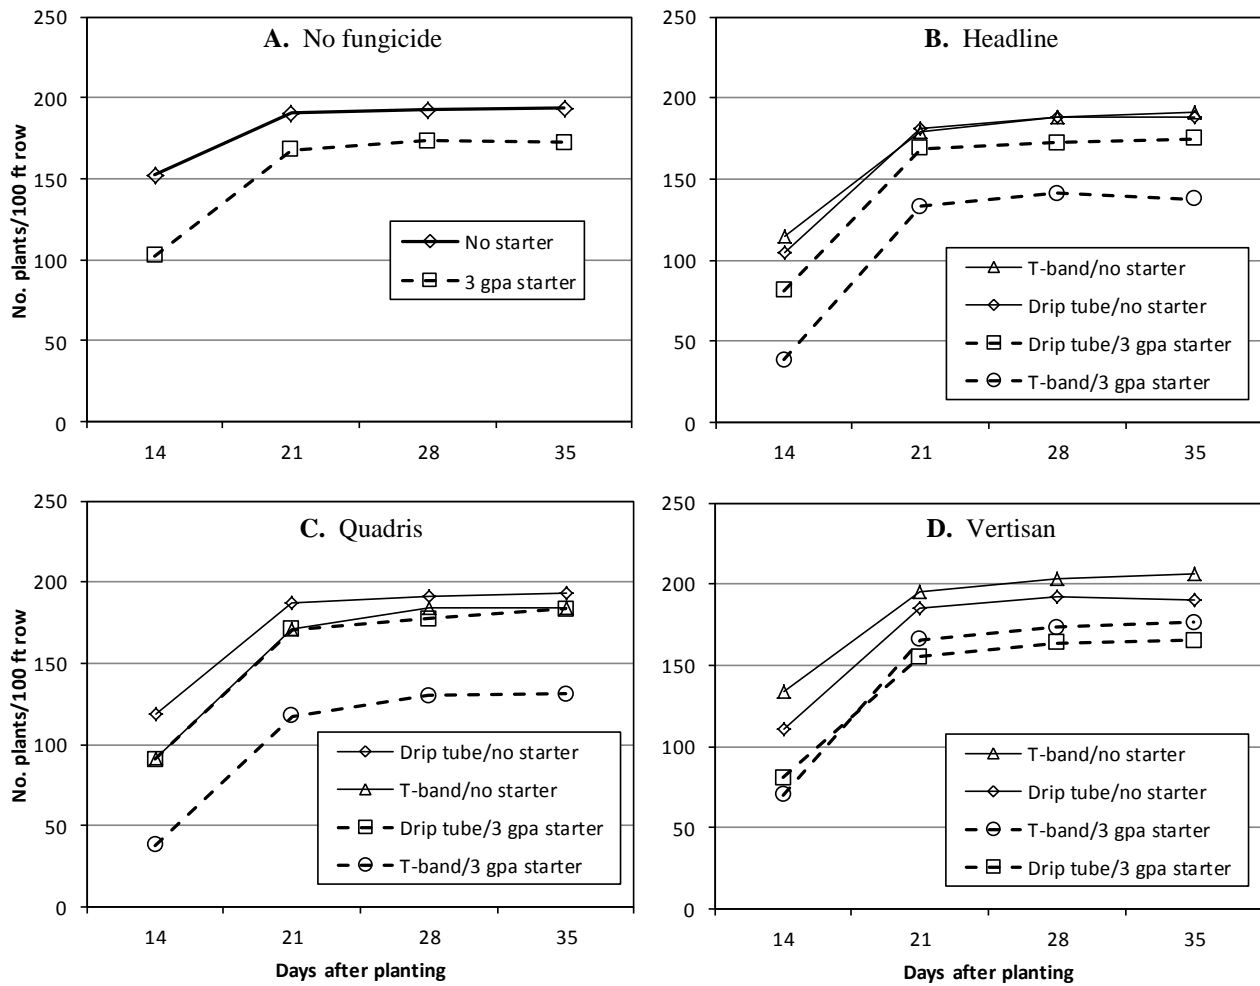 A. No fungicide
250
200
150
100
50
0
No. plants/100 ft row
No starter
3 gpa starter
14 21 28 35
B. Headline
250
200
150
100
50
0
T-band/no starter
Drip tube/no starter
Drip tube/3 gpa starter
T-band/3 gpa starter
14 21 28 35
C. Quadris
250
200
150
100
50
0
No. plants/100 ft row
Drip tube/no starter
T-band/no starter
Drip tube/3 gpa starter
T-band/3 gpa starter
14 21 28 35
Days after planting
D. Vertisan
250
200
150
100
50
0
T-band/no starter
Drip tube/no starter
T-band/3 gpa starter
Drip tube/3 gpa starter
14 21 28 35
Days after planting